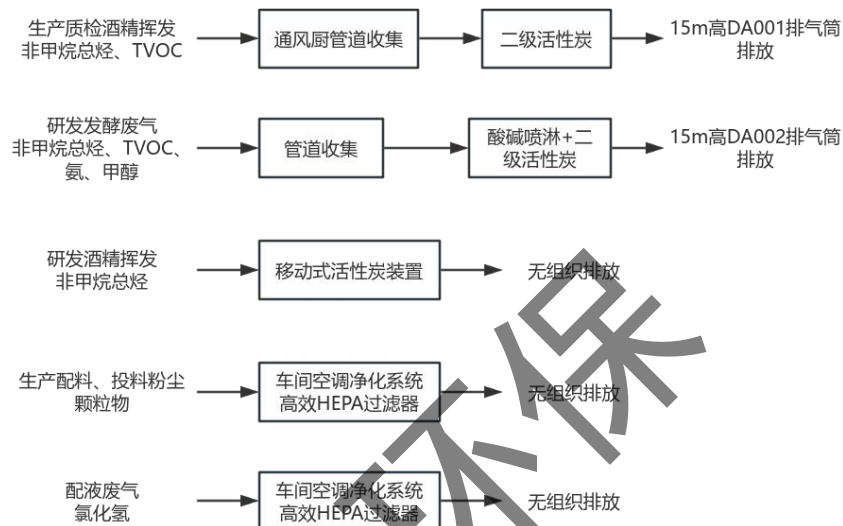 生产质检酒精挥发
非甲烷总烃、TVOC
通风厨管道收集
二级活性炭
15m高DA001排气筒
排放
研发发酵废气
非甲烷总烃、TVOC、
氨、甲醇
管道收集
酸碱喷淋+二
级活性炭
15m高DA002排气筒
排放
研发酒精挥发
非甲烷总烃
移动式活性炭装置
无组织排放
生产配料、投料粉尘
颗粒物
车间空调净化系统
高效HEPA过滤器
无组织排放
配液废气
氯化氢
车间空调净化系统
高效HEPA过滤器
无组织排放
环保